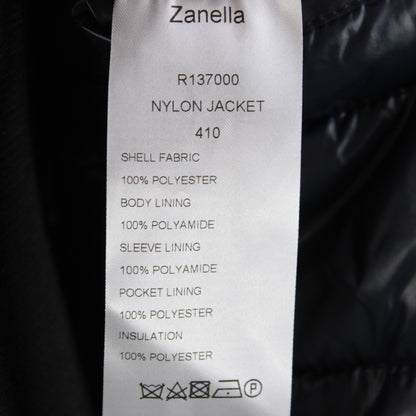 Zanella
R137000
NYLON JACKET
410
SHELL FABRIC
100% POLYESTER
BODY LINING
100% POLYAMIDE
SLEEVE LINING
100% POLYAMIDE
POCKET LINING
100% POLYESTER
INSULATION
100% POLYESTER
P